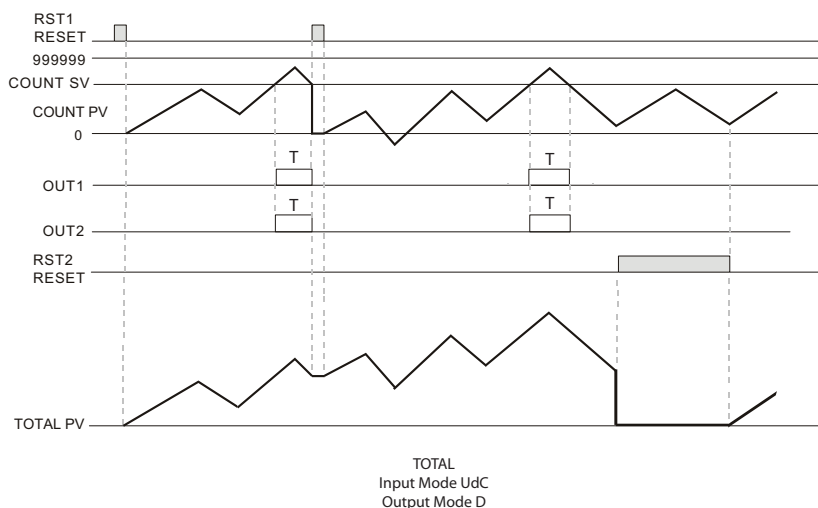 RST1
RESET
999999
COUNT SV
COUNT PV
0
T
T
OUT1
T
T
OUT2
RST2
RESET
TOTAL PV
TOTAL
Input Mode UdC
Output Mode D